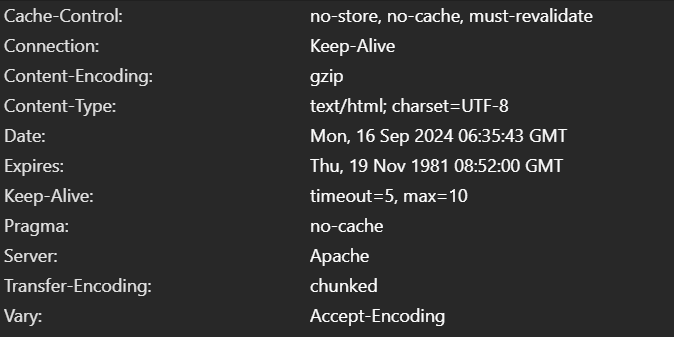 Cache-Control: no-store, no-cache, must-revalidate
Connection: Keep-Alive
Content-Encoding: gzip
Content-Type: text/html; charset=UTF-8
Date: Mon, 16 Sep 2024 06:35:43 GMT
Expires: Thu, 19 Nov 1981 08:52:00 GMT
Keep-Alive: timeout=5, max=10
Pragma: no-cache
Server: Apache
Transfer-Encoding: chunked
Vary: Accept-Encoding